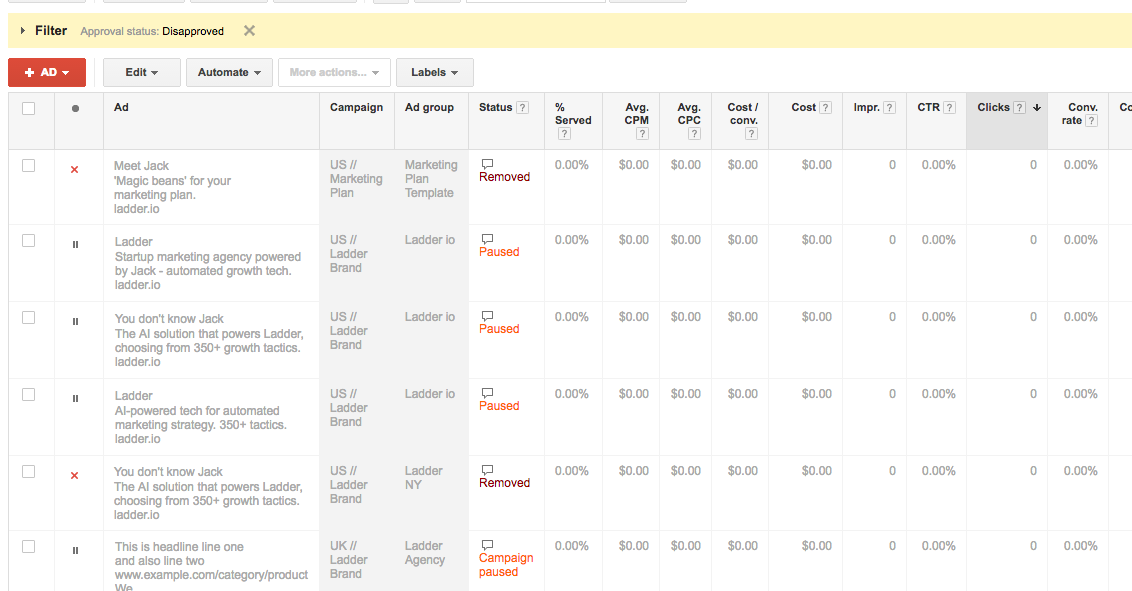 Filter Approval status: Disapproved
AD Edit Automate More actions... Labels
Ad Campaign Ad group Status ? % Served ? Avg. CPM ? Avg. CPC ? Cost / conv. ? Cost ? Impr. ? CTR ? Clicks ? Conv. rate ? Co
Meet Jack
'Magic beans' for your
marketing plan.
ladder.io
US //
Marketing
Plan
Marketing
Plan
Template
Removed
0.00% $0.00 $0.00 $0.00 $0.00 0 0.00% 0 0.00%
Ladder
Startup marketing agency powered
by Jack - automated growth tech.
ladder.io
US //
Ladder
Brand
Ladder io
Paused
0.00% $0.00 $0.00 $0.00 $0.00 0 0.00% 0 0.00%
You don't know Jack
The AI solution that powers Ladder,
choosing from 350+ growth tactics.
ladder.io
US //
Ladder
Brand
Ladder io
Paused
0.00% $0.00 $0.00 $0.00 $0.00 0 0.00% 0 0.00%
Ladder
AI-powered tech for automated
marketing strategy. 350+ tactics.
ladder.io
US //
Ladder
Brand
Ladder io
Paused
0.00% $0.00 $0.00 $0.00 $0.00 0 0.00% 0 0.00%
You don't know Jack
The AI solution that powers Ladder,
choosing from 350+ growth tactics.
ladder.io
US //
Ladder
Brand
Ladder
NY
Removed
0.00% $0.00 $0.00 $0.00 $0.00 0 0.00% 0 0.00%
This is headline line one
and also line two
www.example.com/category/product
We
UK //
Ladder
Brand
Ladder
Agency
Campaign
paused
0.00% $0.00 $0.00 $0.00 $0.00 0 0.00% 0 0.00%